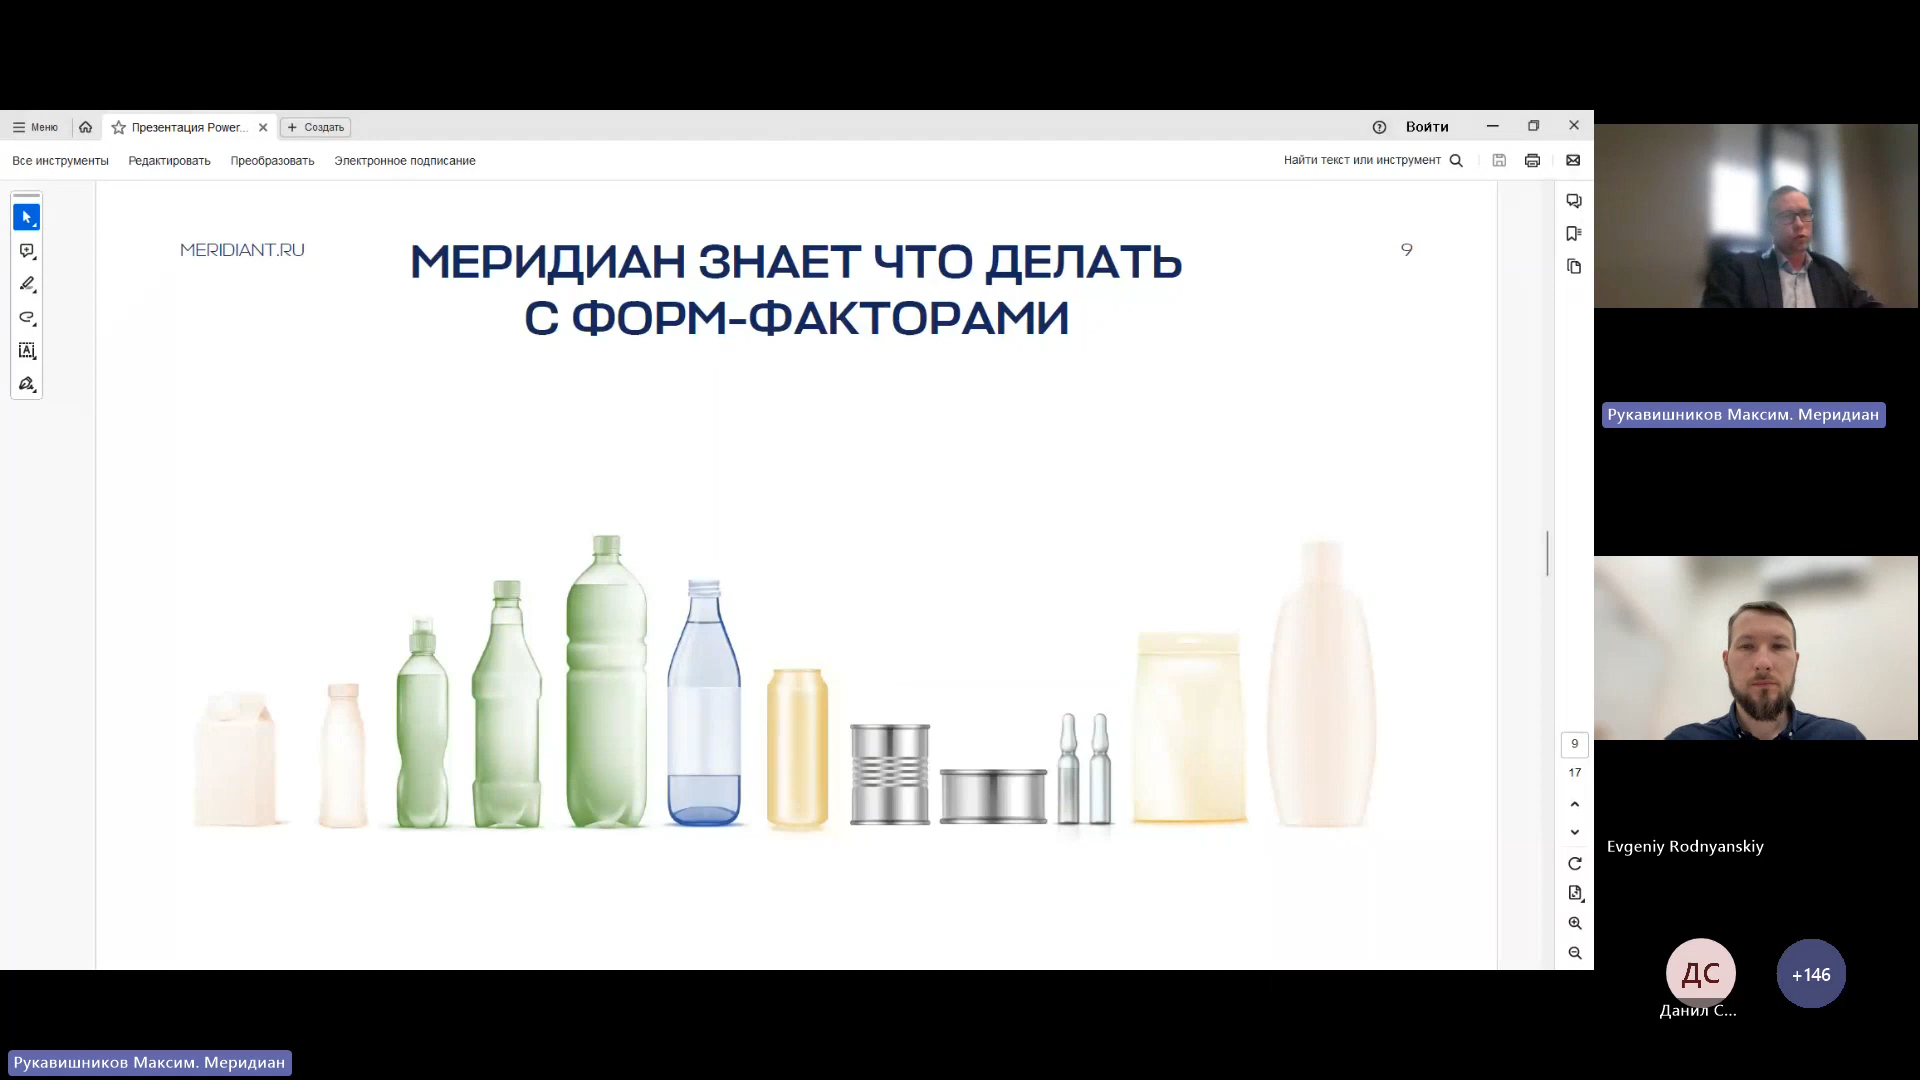 Меню
Презентация Power...
Создать
Войти
Все инструменты
Редактировать
Преобразовать
Электронное подписание
Найти текст или инструмент
MERIDIANT.RU
МЕРИДИАН ЗНАЕТ ЧТО ДЕЛАТЬ
С ФОРМ-ФАКТОРАМИ
9
9
17
Рукавишников Максим. Меридиан
Evgeniy Rodnyanskiy
ДС
+146
Данил С...
Рукавишников Максим. Меридиан